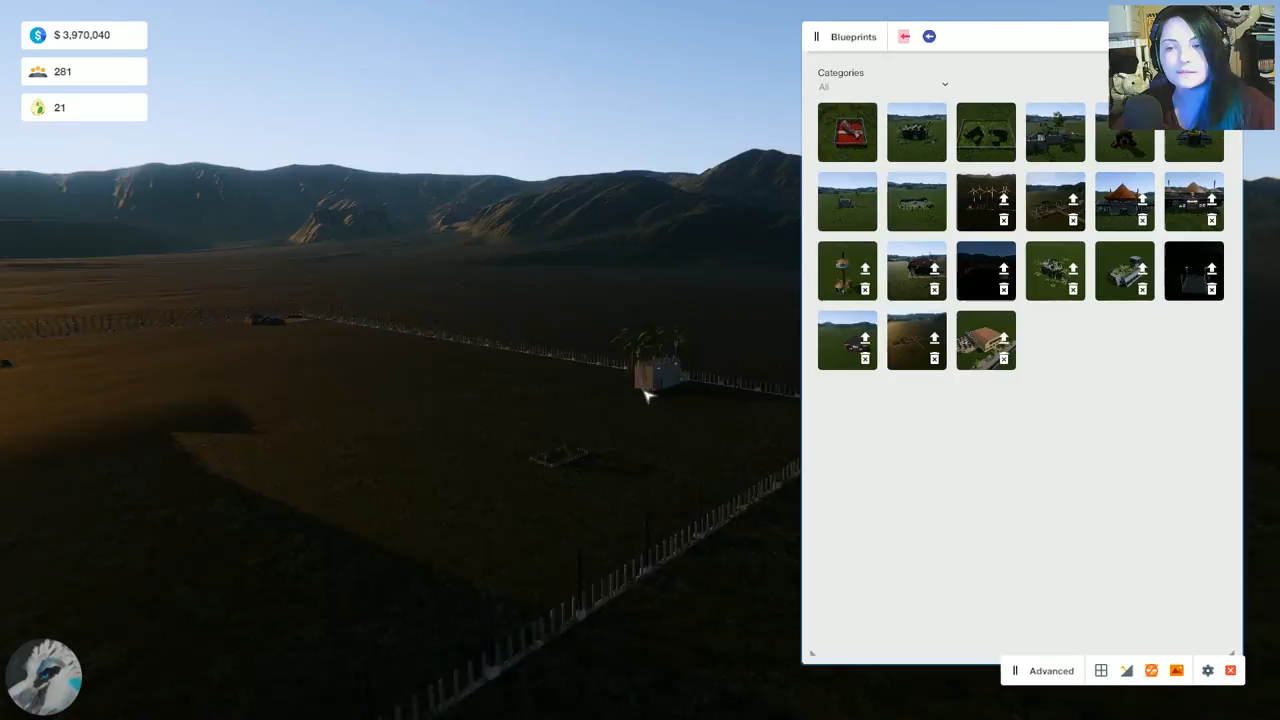 $ 3,970,040
281
21
Blueprints
Categories
All
Advanced